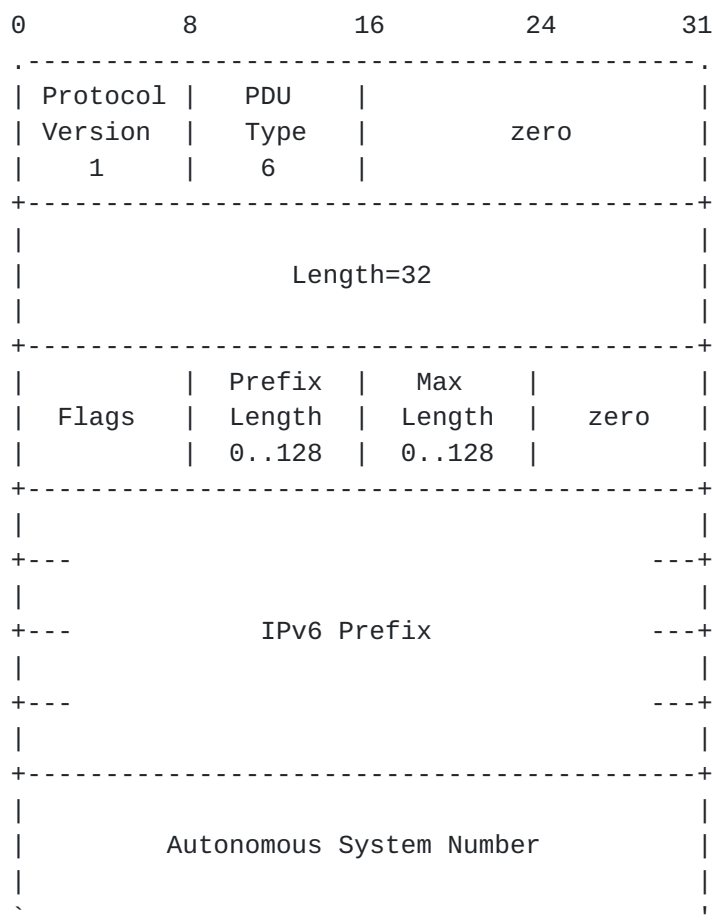 0          8          16         24        31
.-------------------------------------------.
| Protocol |   PDU    |                     |
| Version  |   Type   |         zero        |
|    1     |    6     |                     |
+-------------------------------------------+
|                                           |
|                 Length=32                 |
|                                           |
+-------------------------------------------+
|          |  Prefix  |   Max    |          |
|  Flags   |  Length  |  Length  |   zero   |
|          |  0..128  |  0..128  |          |
+-------------------------------------------+
|                                           |
+---                                     ---+
|                                           |
+---            IPv6 Prefix              ---+
|                                           |
+---                                     ---+
|                                           |
+-------------------------------------------+
|                                           |
|         Autonomous System Number          |
|                                           |
`-------------------------------------------'